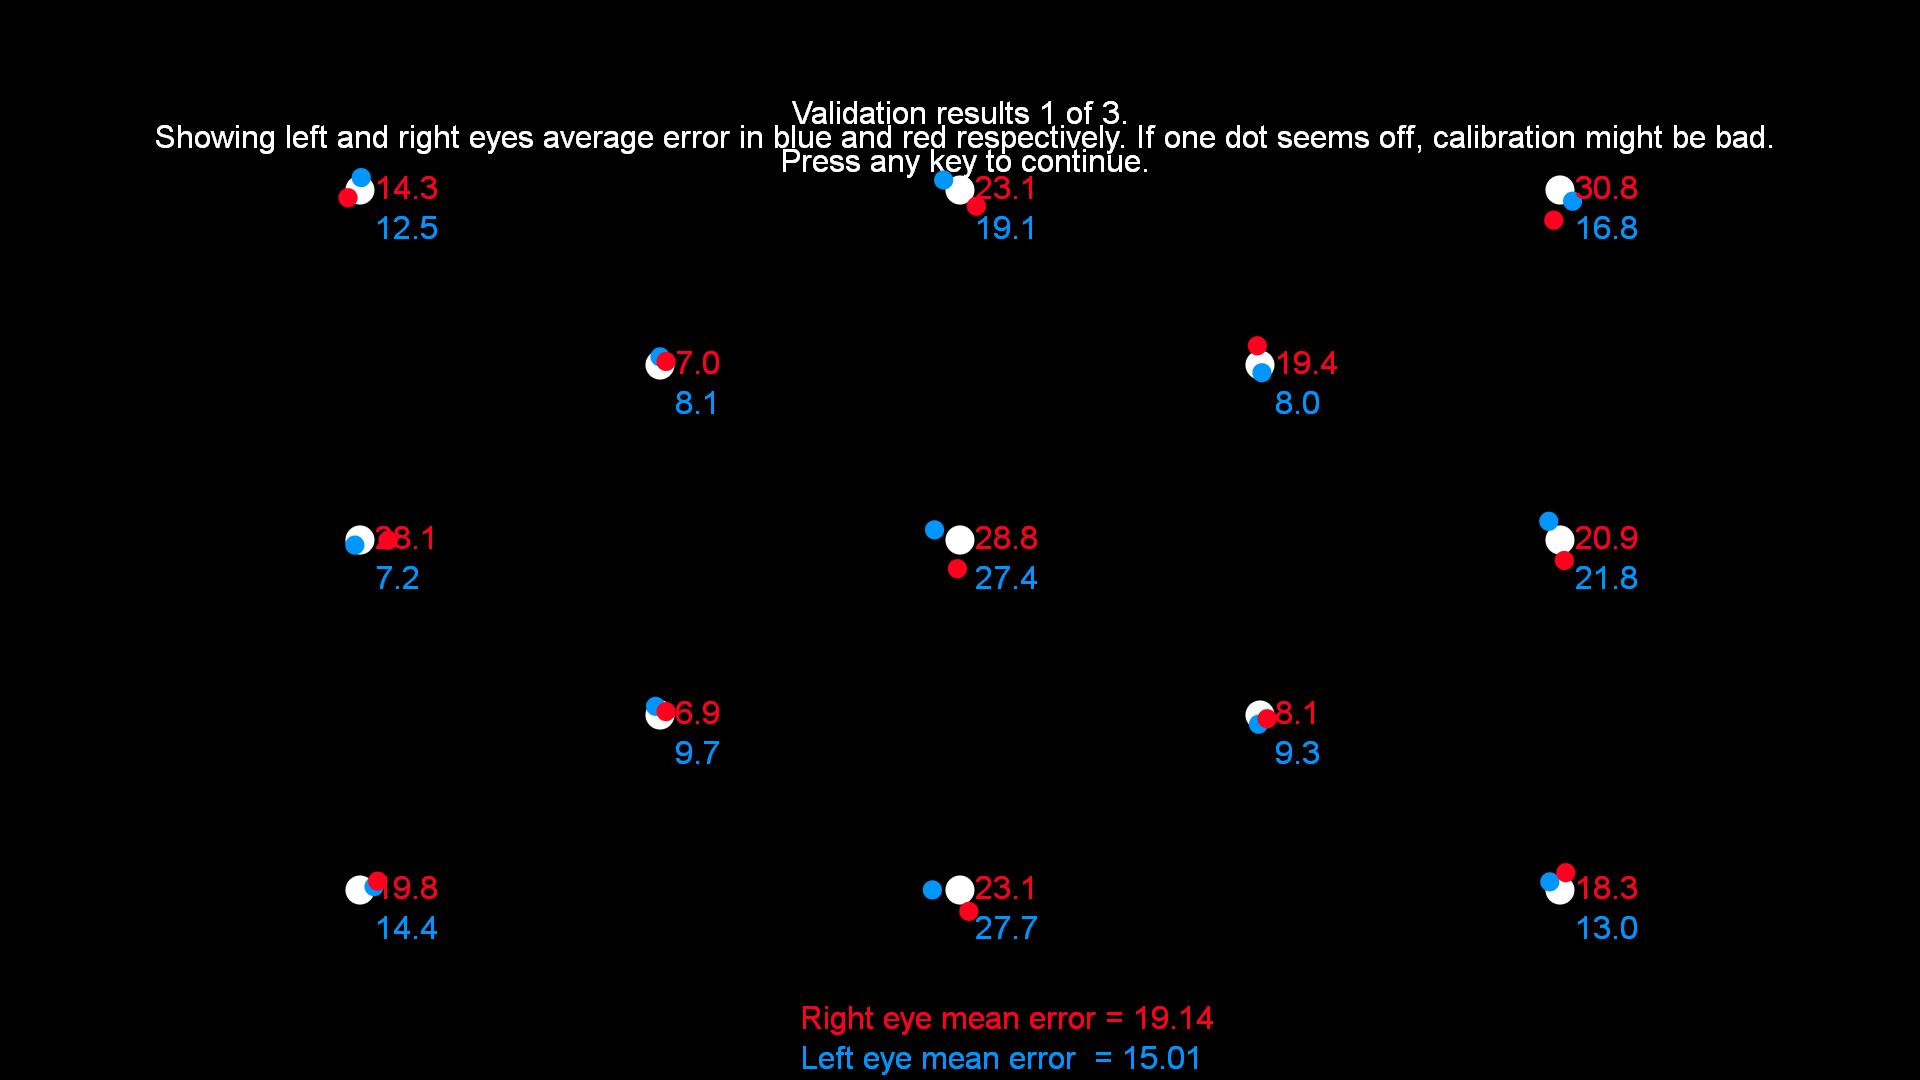 Validation results 1 of 3.
Showing left and right eyes average error in blue and red respectively. If one dot seems off, calibration might be bad.
Press any key to continue.
14.3 23.1 30.8
12.5 19.1 16.8
7.0 19.4
8.1 8.0
28.1 28.8 20.9
7.2 27.4 21.8
6.9 8.1
9.7 9.3
19.8 23.1 18.3
14.4 27.7 13.0
Right eye mean error = 19.14
Left eye mean error = 15.01